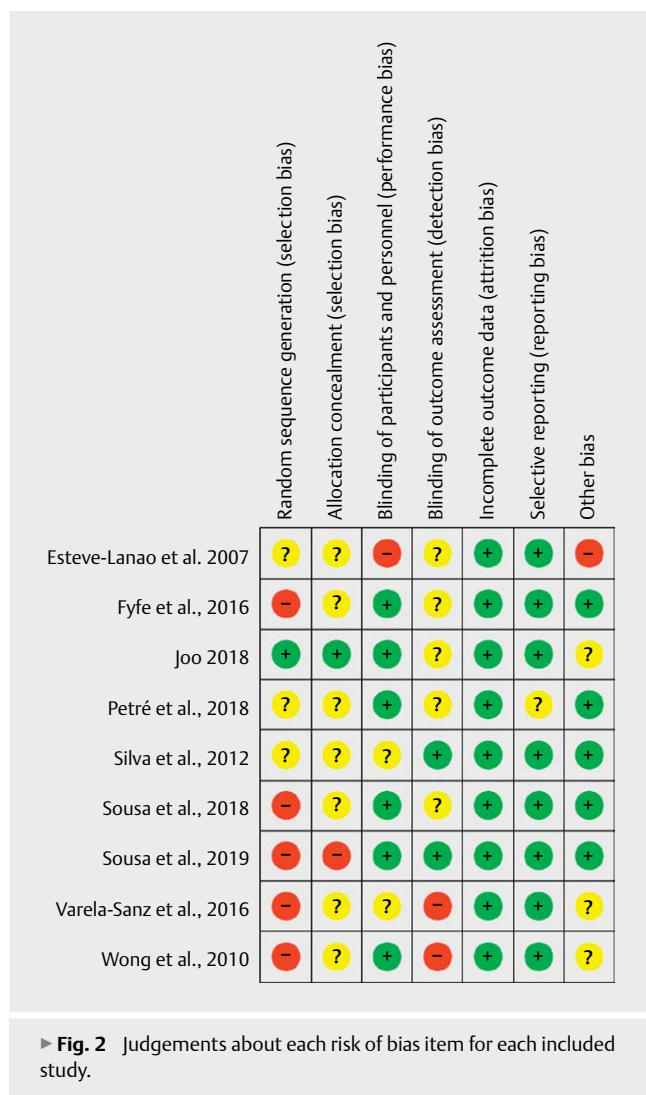 Random sequence generation (selection bias)
Allocation concealment (selection bias)
Blinding of participants and personnel (performance bias)
Blinding of outcome assessment (detection bias)
Incomplete outcome data (attrition bias)
Selective reporting (reporting bias)
Other bias
Esteve-Lanao et al. 2007 ? ? − ? + + −
Fyfe et al., 2016 − ? + ? + + +
Joo 2018 + + + ? + + ?
Petré et al., 2018 ? ? + ? + ? +
Silva et al., 2012 ? ? ? + + + +
Sousa et al., 2018 − ? + ? + + +
Sousa et al., 2019 − − + + + + +
Varela-Sanz et al., 2016 − ? ? − + + ?
Wong et al., 2010 − ? + − + + ?
▶ Fig. 2 Judgements about each risk of bias item for each included
study.